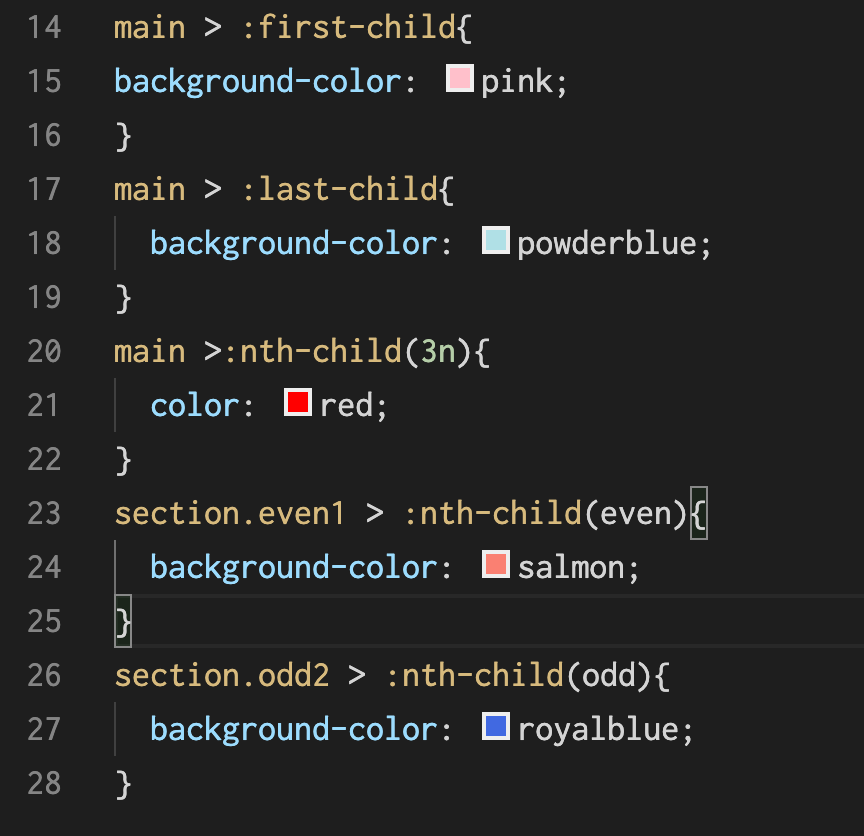 14 main > :first-child{
15 background-color: pink;
16 }
17 main > :last-child{
18 background-color: powderblue;
19 }
20 main >:nth-child(3n){
21 color: red;
22 }
23 section.even1 > :nth-child(even){
24 background-color: salmon;
25 }
26 section.odd2 > :nth-child(odd){
27 background-color: royalblue;
28 }